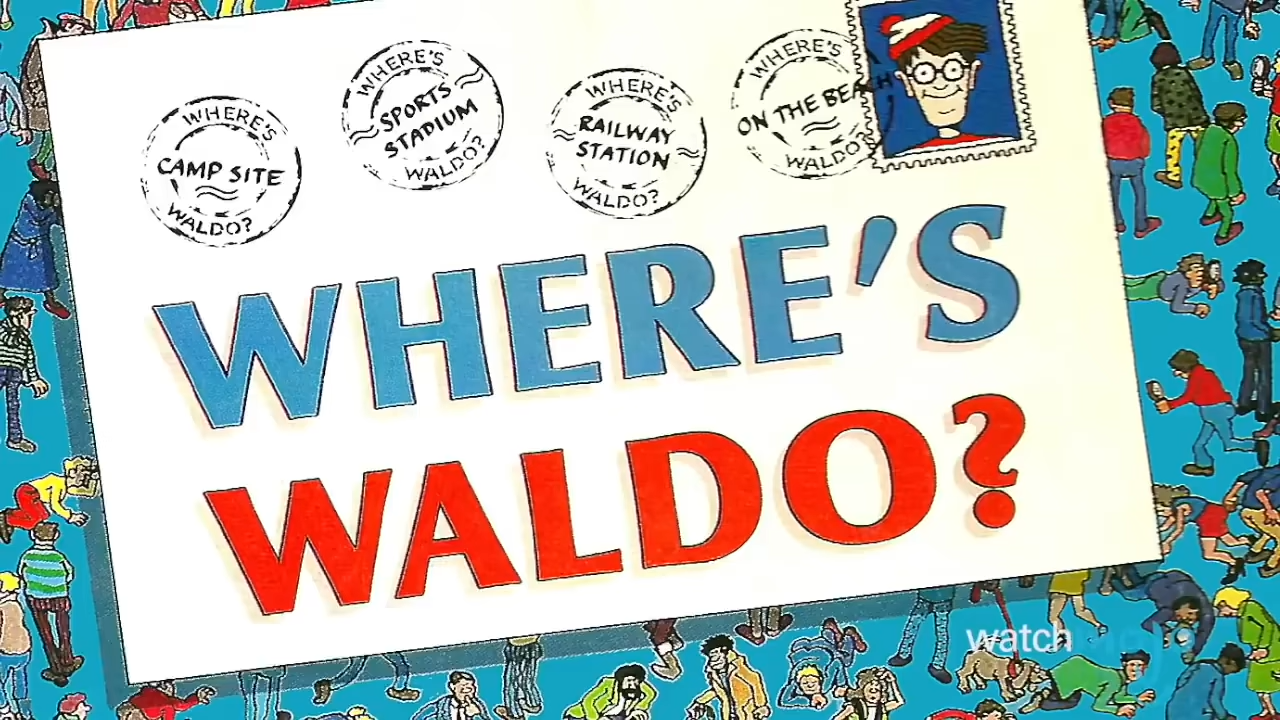 WHERE'S
CAMP SITE
WALDO?
WHERE'S
SPORTS
STADIUM
WALDO?
WHERE'S
RAILWAY
STATION
WALDO?
WHERE'S
ON THE BEACH
WALDO?
WHERE'S
WALDO?
watch